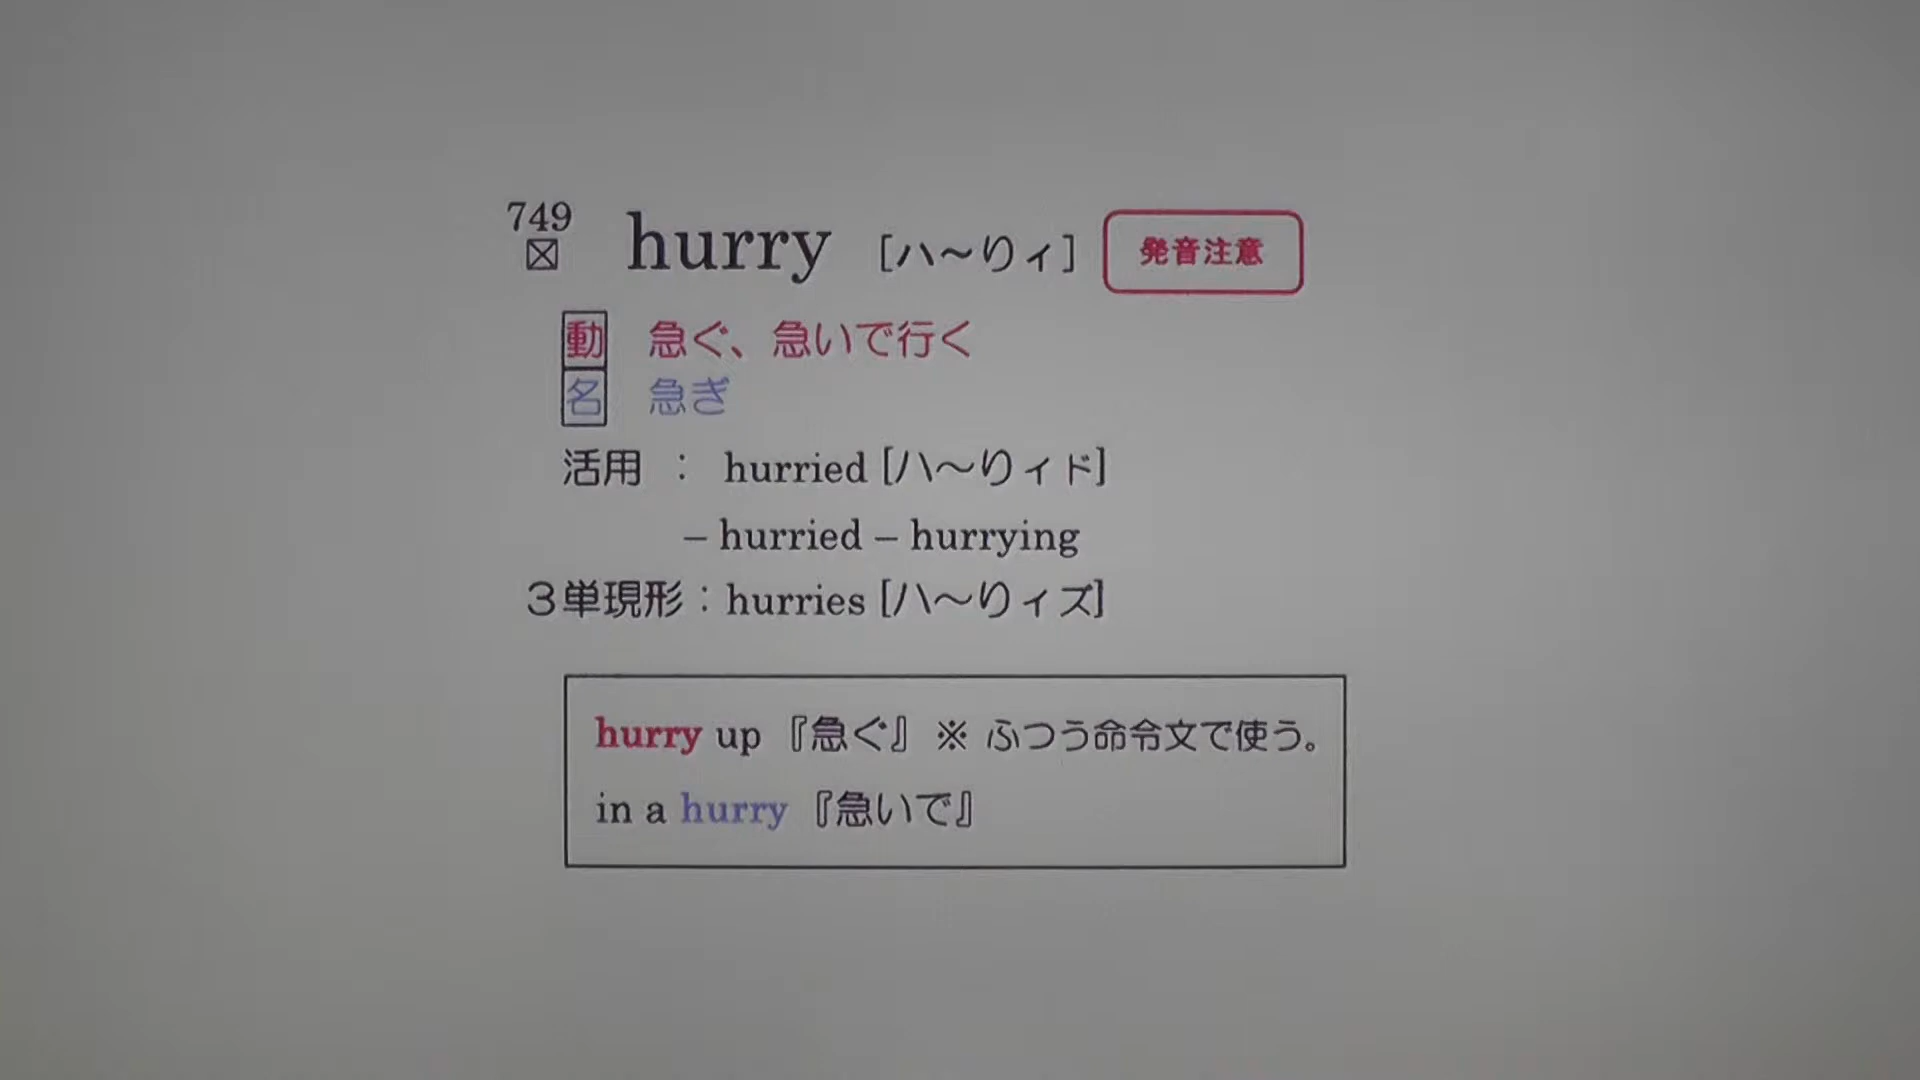 749
☒ hurry [ハ〜りィ] 発音注意
動 急ぐ、急いで行く
名 急ぎ
活用 : hurried [ハ〜りィド]
– hurried – hurrying
3単現形 : hurries [ハ〜りィズ]
hurry up 『急ぐ』 ※ ふつう命令文で使う。
in a hurry 『急いで』